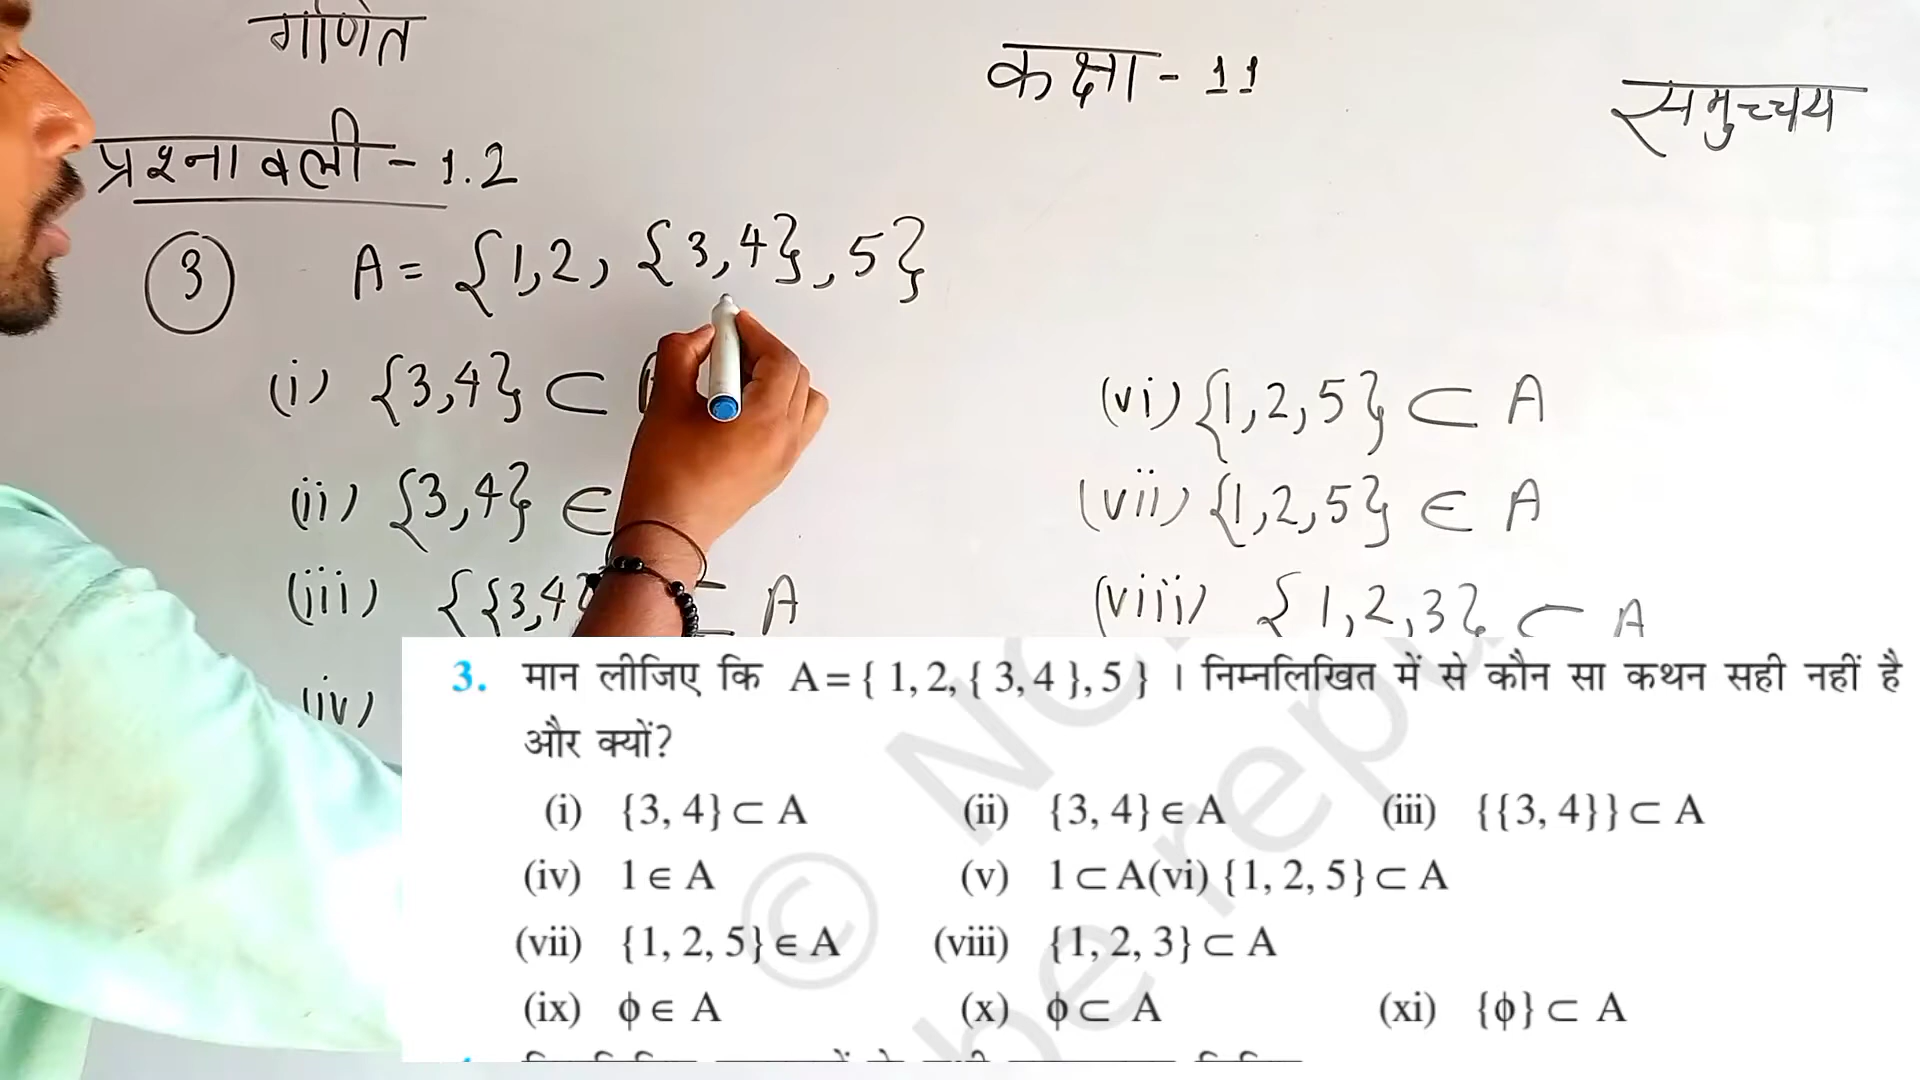 गणित
कक्षा - 11
समुच्चय
प्रश्नावली - 1.2
3 A = {1,2, {3,4}, 5}
(i) {3,4} ⊂
(vi) {1,2,5} ⊂ A
(ii) {3,4} ∈
(vii) {1,2,5} ∈ A
(iii) {{3,4} A
(viii) {1,2,3} ⊂ A
(iv)
3. मान लीजिए कि A = { 1, 2, { 3, 4 }, 5 } । निम्नलिखित में से कौन सा कथन सही नहीं है
और क्यों?
(i) {3, 4} ⊂ A (ii) {3, 4} ∈ A (iii) {{3, 4}} ⊂ A
(iv) 1 ∈ A (v) 1 ⊂ A(vi) {1, 2, 5} ⊂ A
(vii) {1, 2, 5} ∈ A (viii) {1, 2, 3} ⊂ A
(ix) ϕ ∈ A (x) ϕ ⊂ A (xi) {ϕ} ⊂ A
© NC
be repu